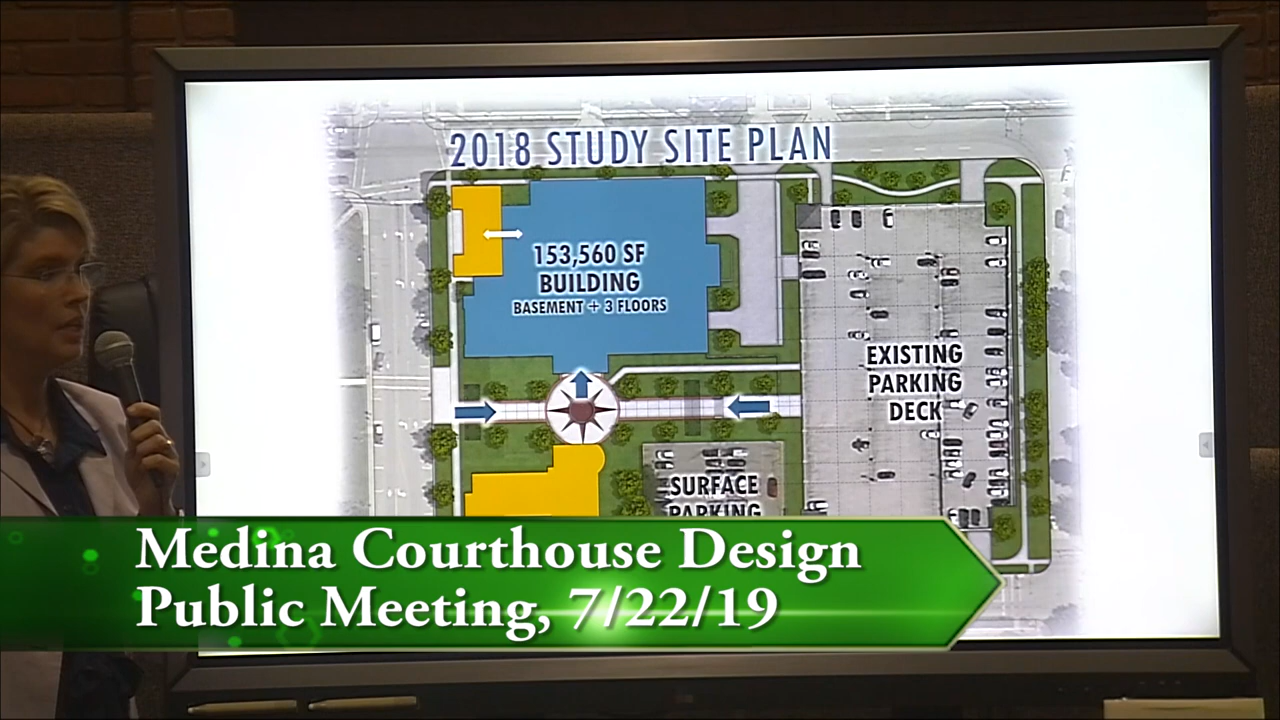 2018 STUDY SITE PLAN
153,560 SF
BUILDING
BASEMENT + 3 FLOORS
EXISTING
PARKING
DECK
SURFACE
PARKING
Medina Courthouse Design
Public Meeting, 7/22/19